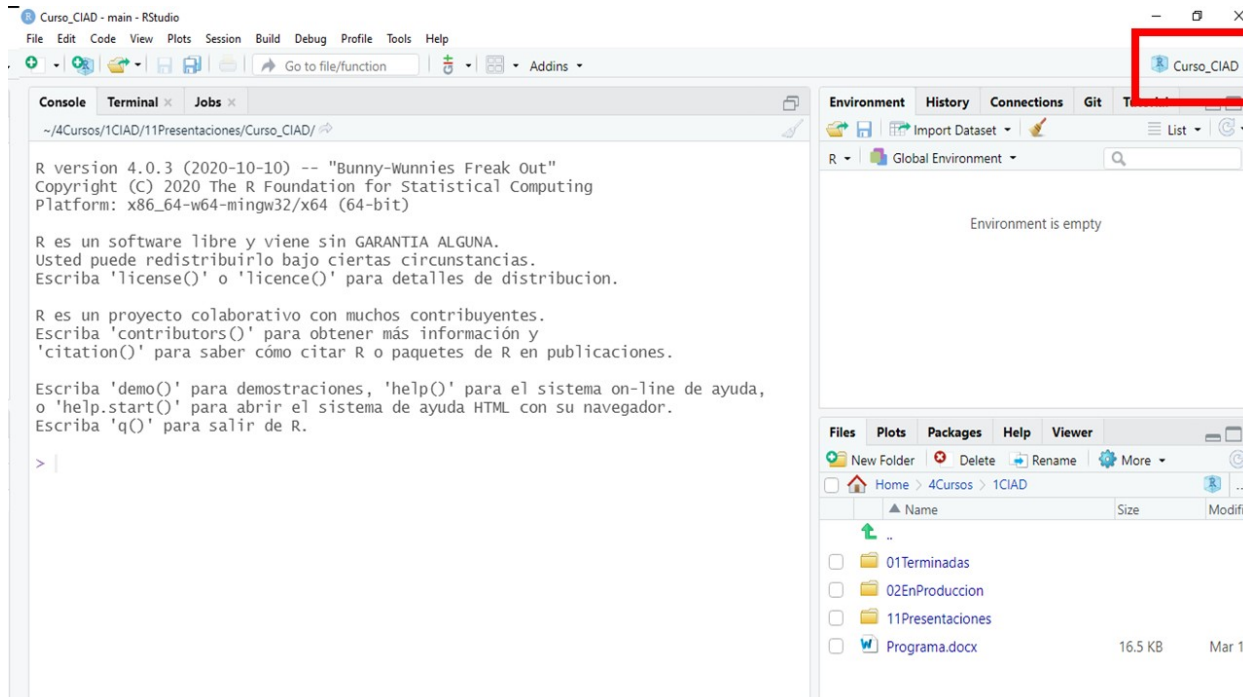 Curso_CIAD - main - RStudio
File Edit Code View Plots Session Build Debug Profile Tools Help
Go to file/function Addins
Curso_CIAD
Console Terminal Jobs
~/4Cursos/1CIAD/11Presentaciones/Curso_CIAD/
R version 4.0.3 (2020-10-10) -- "Bunny-Wunnies Freak Out"
Copyright (C) 2020 The R Foundation for Statistical Computing
Platform: x86_64-w64-mingw32/x64 (64-bit)
R es un software libre y viene sin GARANTIA ALGUNA.
Usted puede redistribuirlo bajo ciertas circunstancias.
Escriba 'license()' o 'licence()' para detalles de distribucion.
R es un proyecto colaborativo con muchos contribuyentes.
Escriba 'contributors()' para obtener más información y
'citation()' para saber cómo citar R o paquetes de R en publicaciones.
Escriba 'demo()' para demostraciones, 'help()' para el sistema on-line de ayuda,
o 'help.start()' para abrir el sistema de ayuda HTML con su navegador.
Escriba 'q()' para salir de R.
>
Environment History Connections Git
Import Dataset List
R Global Environment
Environment is empty
Files Plots Packages Help Viewer
New Folder Delete Rename More
Home > 4Cursos > 1CIAD
Name Size Modifi
..
01Terminadas
02EnProduccion
11Presentaciones
Programa.docx 16.5 KB Mar 1